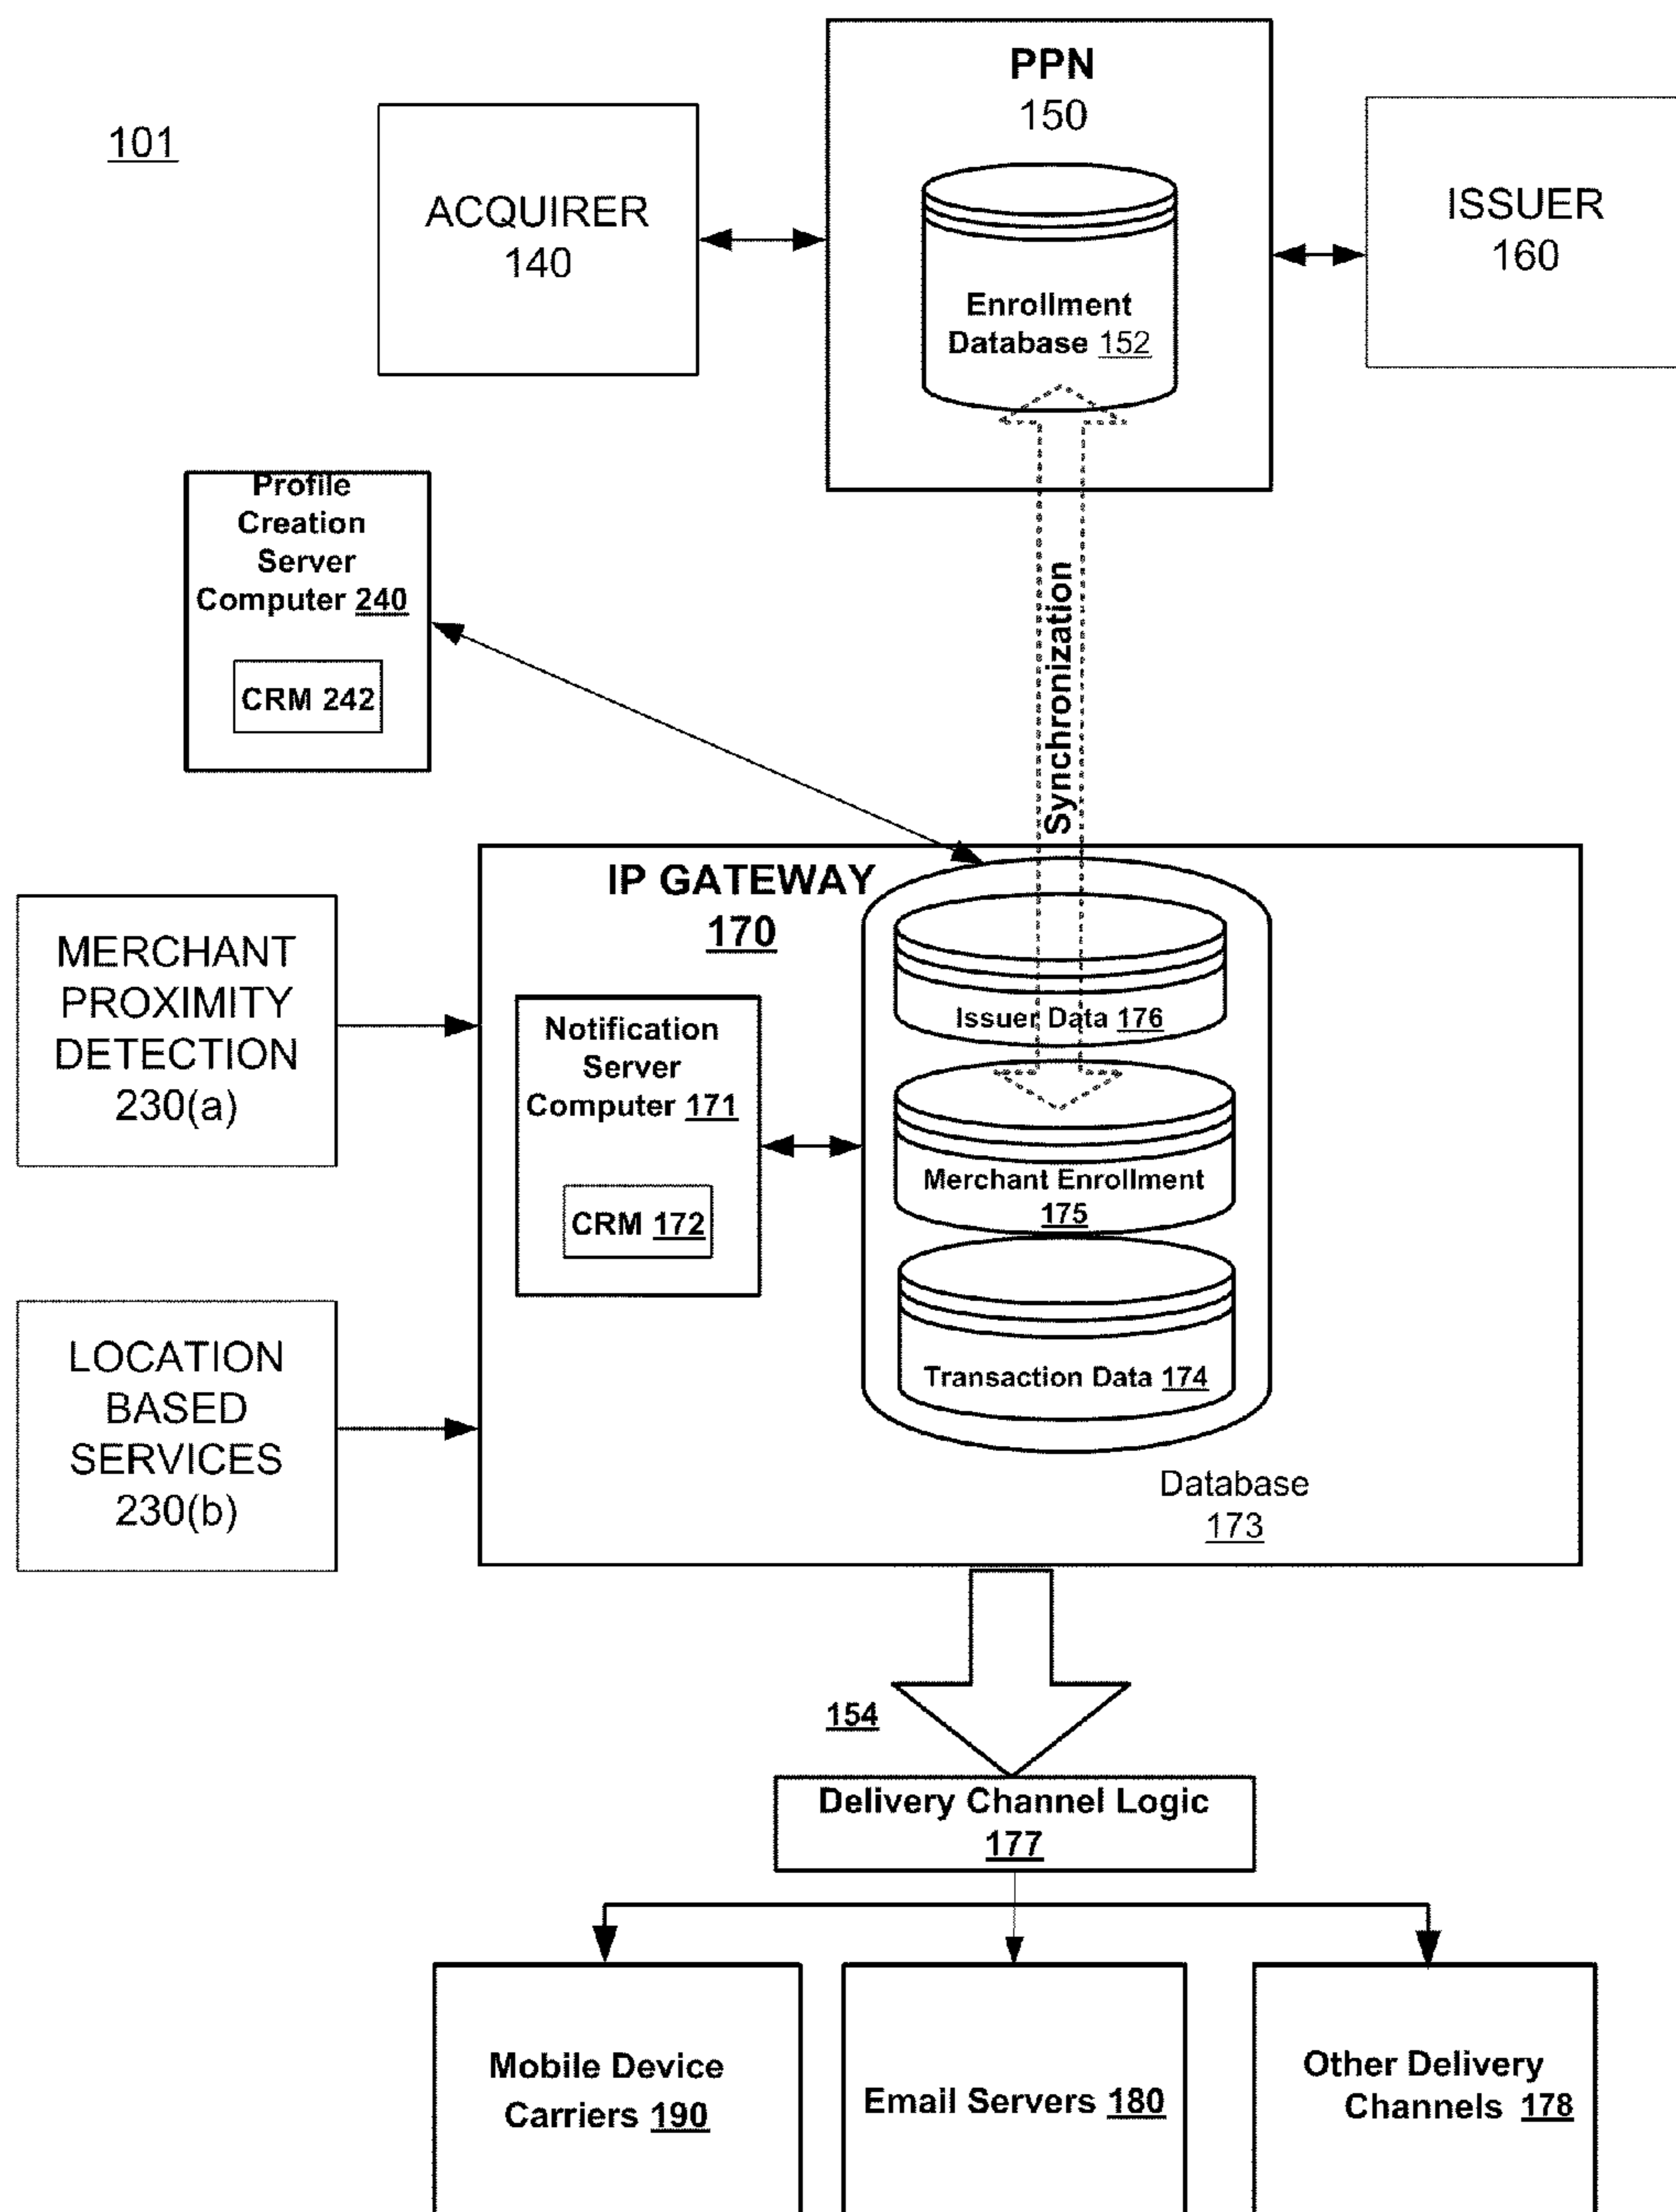 101
ACQUIRER
140
PPN
150
Enrollment
Database 152
ISSUER
160
Profile
Creation
Server
Computer 240
CRM 242
Synchronization
IP GATEWAY
170
MERCHANT
PROXIMITY
DETECTION
230(a)
Notification
Server
Computer 171
CRM 172
Issuer Data 176
Merchant Enrollment
175
Transaction Data 174
LOCATION
BASED
SERVICES
230(b)
Database
173
154
Delivery Channel Logic
177
Mobile Device
Carriers 190
Email Servers 180
Other Delivery
Channels 178